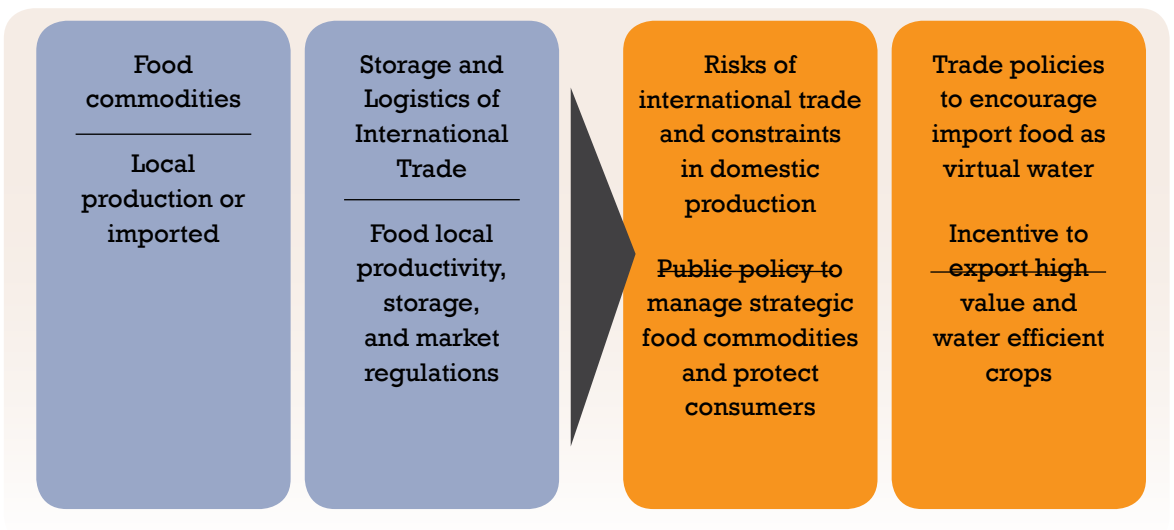 Food
commodities
Local
production or
imported
Storage and
Logistics of
International
Trade
Food local
productivity,
storage,
and market
regulations
Risks of
international trade
and constraints
in domestic
production
Public policy to
manage strategic
food commodities
and protect
consumers
Trade policies
to encourage
import food as
virtual water
Incentive to
export high
value and
water efficient
crops